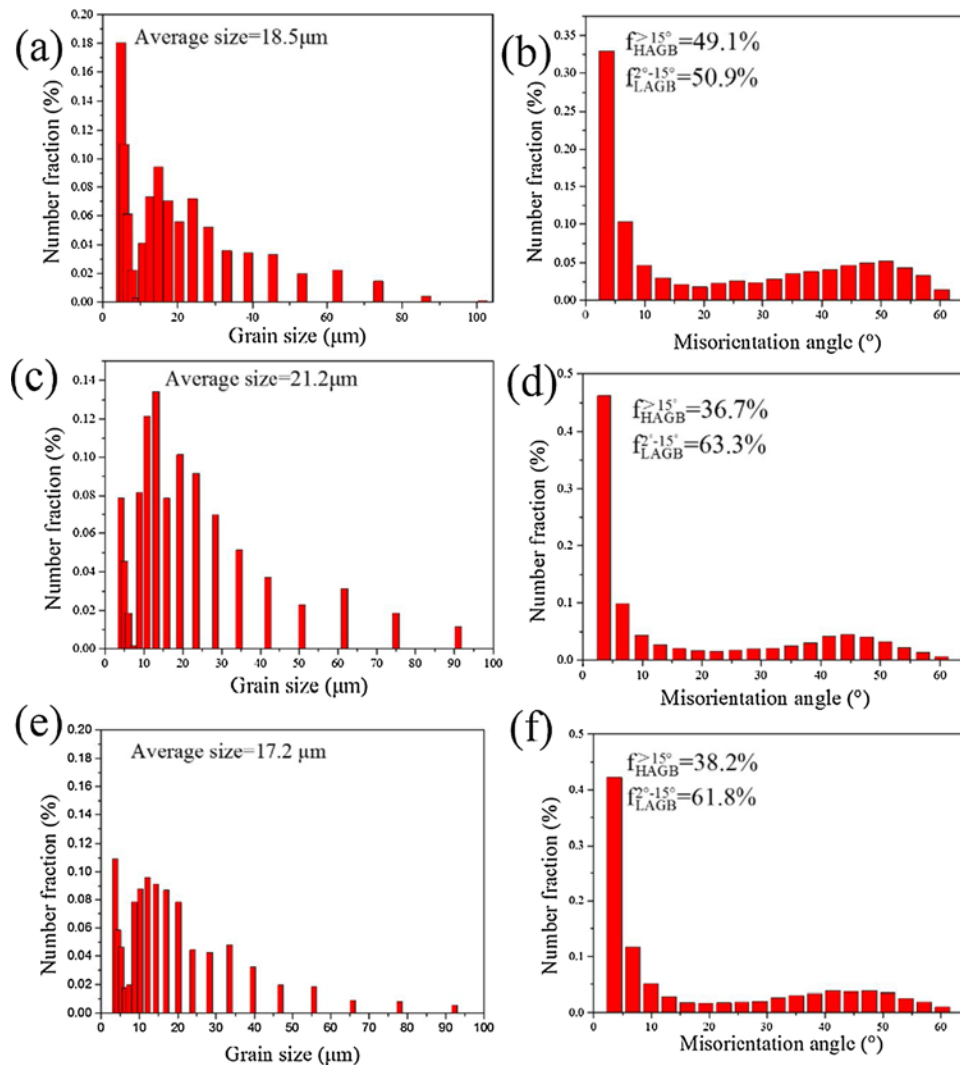 (a)
Average size=18.5μm
Number fraction (%)
0.20
0.18
0.16
0.14
0.12
0.10
0.08
0.06
0.04
0.02
0.00
0 20 40 60 80 100
Grain size (μm)
(b)
f>15°HAGB=49.1%
f2°-15°LAGB=50.9%
Number fraction (%)
0.35
0.30
0.25
0.20
0.15
0.10
0.05
0.00
0 10 20 30 40 50 60
Misorientation angle (°)
(c)
Average size=21.2μm
Number fraction (%)
0.14
0.12
0.10
0.08
0.06
0.04
0.02
0.00
0 10 20 30 40 50 60 70 80 90 100
Grain size (μm)
(d)
f>15°HAGB=36.7%
f2°-15°LAGB=63.3%
Number fraction (%)
0.5
0.4
0.3
0.2
0.1
0.0
0 10 20 30 40 50 60
Misorientation angle (°)
(e)
Average size=17.2 μm
Number fraction (%)
0.20
0.18
0.16
0.14
0.12
0.10
0.08
0.06
0.04
0.02
0.00
0 10 20 30 40 50 60 70 80 90 100
Grain size (μm)
(f)
f>15°HAGB=38.2%
f2°-15°LAGB=61.8%
Number fraction (%)
0.5
0.4
0.3
0.2
0.1
0.0
0 10 20 30 40 50 60
Misorientation angle (°)